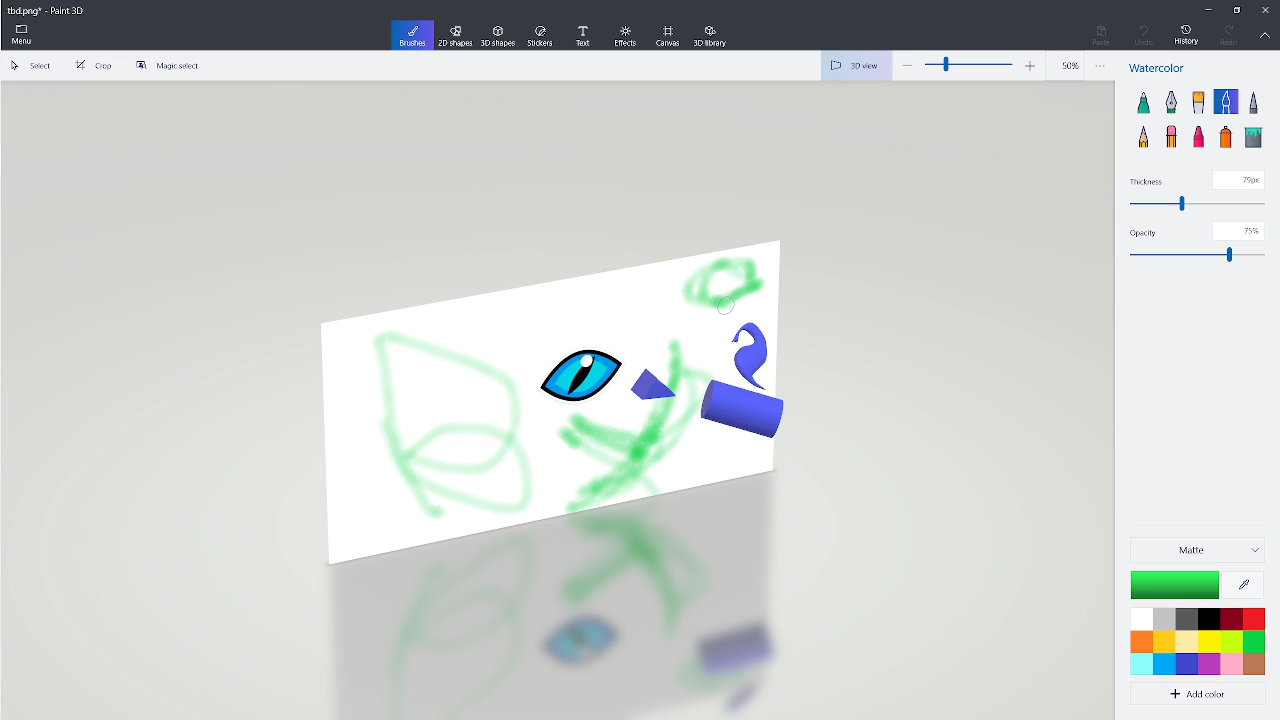 tbd.png* - Paint 3D
Menu
Brushes
2D shapes
3D shapes
Stickers
Text
Effects
Canvas
3D library
Paste
Undo
History
Redo
Select
Crop
Magic select
3D view
50%
Watercolor
Thickness
79px
Opacity
75%
Matte
Add color